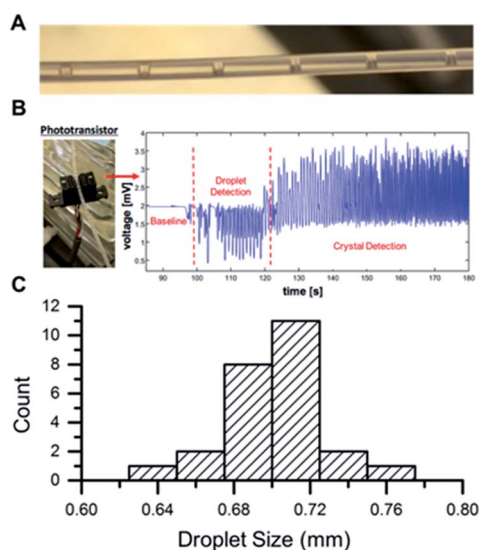 A
B
Phototransistor
voltage [mV]
4
3.5
3
2.5
2
1.5
1
0.5
Baseline
Droplet
Detection
Crystal Detection
90 100 110 120 130 140 150 160 170 180
time [s]
C
Count
12
10
8
6
4
2
0
0.60 0.64 0.68 0.72 0.76 0.80
Droplet Size (mm)